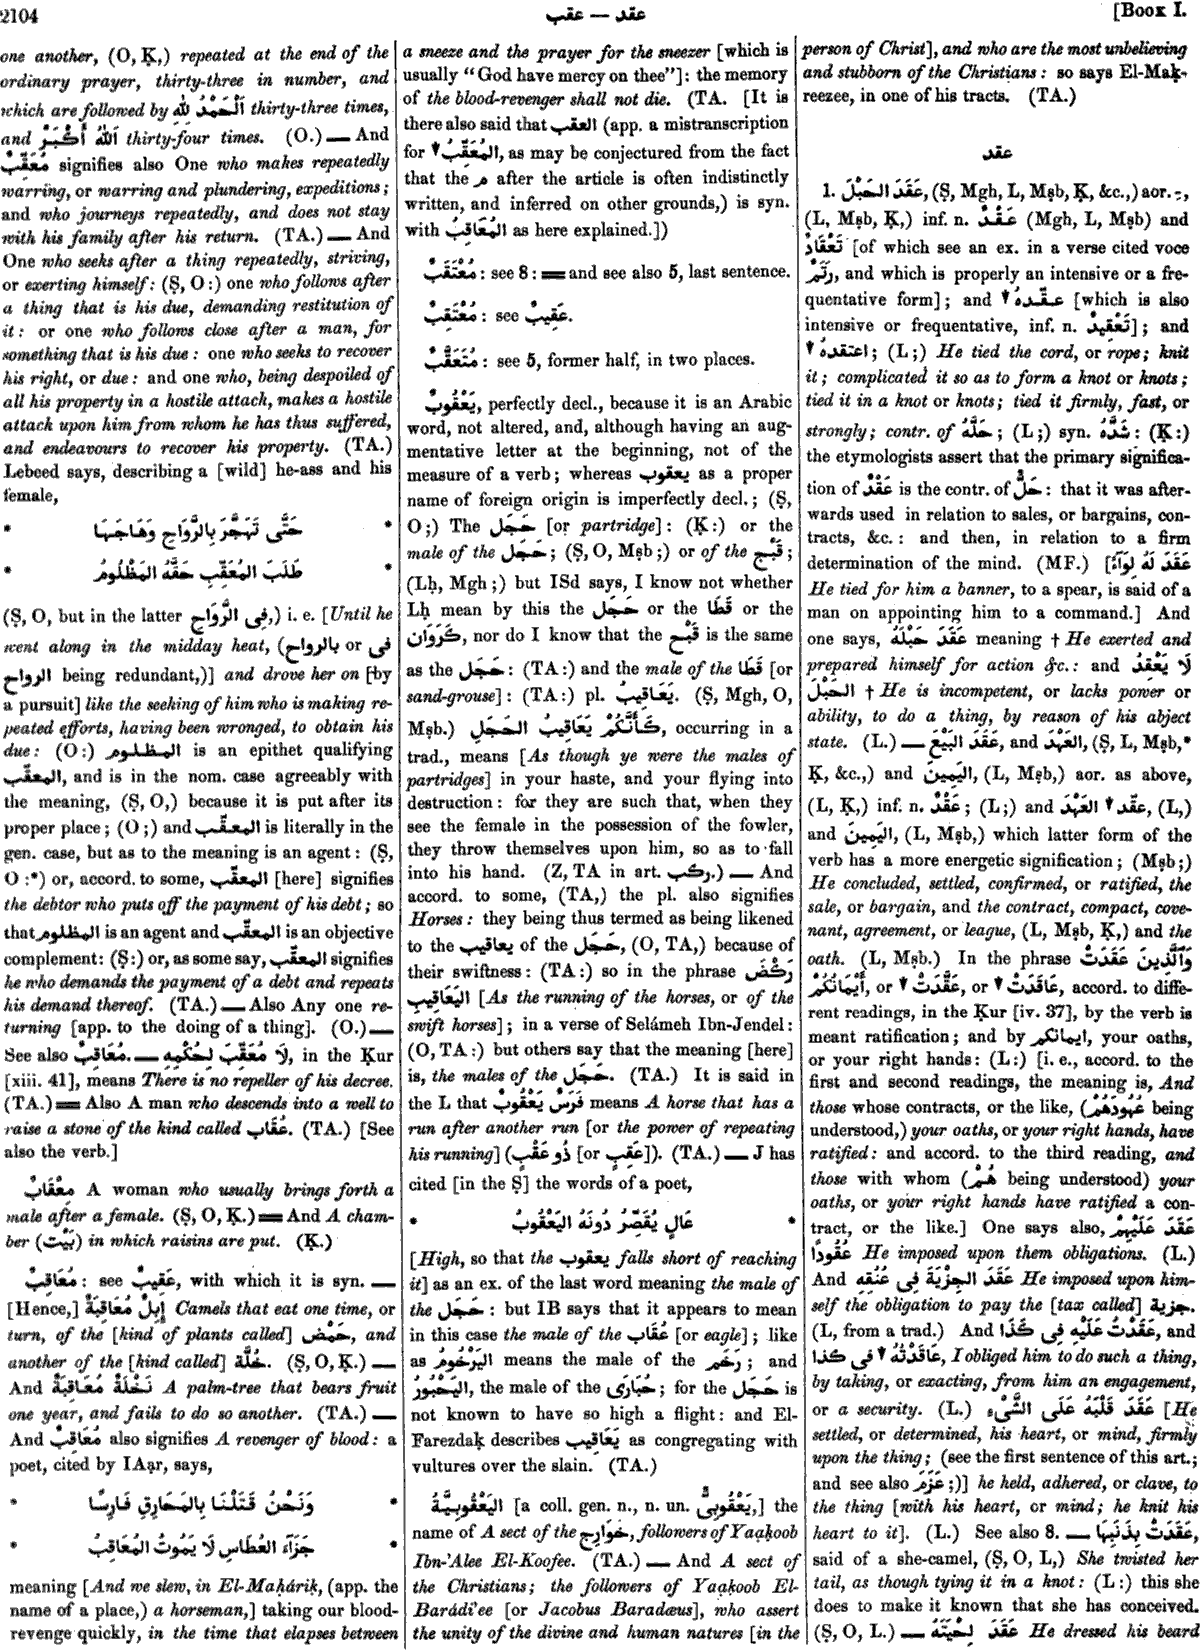 2104
عقد — عقب
[Book I.
one another, (O, Ḳ,) repeated at the end of the
ordinary prayer, thirty-three in number, and
which are followed by اَلْحَمْدُ لِلّٰهِ thirty-three times,
and اَللّٰهُ أَكْبَرُ thirty-four times. (O.) — And
مُعَقِّبٌ signifies also One who makes repeatedly
warring, or warring and plundering, expeditions;
and who journeys repeatedly, and does not stay
with his family after his return. (TA.) — And
One who seeks after a thing repeatedly, striving,
or exerting himself: (Ṣ, O:) one who follows after
a thing that is his due, demanding restitution of
it: or one who follows close after a man, for
something that is his due: one who seeks to recover
his right, or due: and one who, being despoiled of
all his property in a hostile attack, makes a hostile
attack upon him from whom he has thus suffered,
and endeavours to recover his property. (TA.)
Lebeed says, describing a [wild] he-ass and his
female,
* حَتَّى تَهَجَّرَ بِالرَّوَاحِ وَهَاجَهَا *
* طَلَبَ المُعَقِّبِ حَقَّهُ المَظْلُومُ *
(Ṣ, O, but in the latter فِى الرَّوَاحِ,) i. e. [Until he
went along in the midday heat, (بالرواح or فى
الرواح being redundant,)] and drove her on [by
a pursuit] like the seeking of him who is making re-
peated efforts, having been wronged, to obtain his
due: (O:) المظلوم is an epithet qualifying
المعقّب, and is in the nom. case agreeably with
the meaning, (Ṣ, O,) because it is put after its
proper place; (O;) and المعقّب is literally in the
gen. case, but as to the meaning is an agent: (Ṣ,
O:*) or, accord. to some, المعقّب [here] signifies
the debtor who puts off the payment of his debt; so
that المظلوم is an agent and المعقّب is an objective
complement: (Ṣ:) or, as some say, المعقّب signifies
he who demands the payment of a debt and repeats
his demand thereof. (TA.) — Also Any one re-
turning [app. to the doing of a thing]. (O.) —
See also مُعَاقِبٌ. — لَا مُعَقِّبَ لِحُكْمِهِ, in the Ḳur
[xiii. 41], means There is no repeller of his decree.
(TA.) = Also A man who descends into a well to
raise a stone of the kind called عُقَاب. (TA.) [See
also the verb.]
مِعْقَابٌ A woman who usually brings forth a
male after a female. (Ṣ, O, Ḳ.) = And A cham-
ber (بَيْت) in which raisins are put. (Ḳ.)
مُعَاقِبٌ: see عَقِيبٌ, with which it is syn. —
[Hence,] إِبِلٌ مُعَاقِبَةٌ Camels that eat one time, or
turn, of the [kind of plants called] حَمْض, and
another of the [kind called] خُلَّة. (Ṣ, O, Ḳ.) —
And نَخْلَةٌ مُعَاقِبَةٌ A palm-tree that bears fruit
one year, and fails to do so another. (TA.) —
And مُعَاقِبٌ also signifies A revenger of blood: a
poet, cited by IAạr, says,
* وَنَحْنُ قَتَلْنَا بِالمَحَارِقِ فَارِسًا *
* جَزَآءَ العُطَاسِ لَا يَمُوتُ المُعَاقِبُ *
meaning [And we slew, in El-Maḥáriḳ, (app. the
name of a place,) a horseman,] taking our blood-
revenge quickly, in the time that elapses between
a sneeze and the prayer for the sneezer [which is
usually "God have mercy on thee"]: the memory
of the blood-revenger shall not die. (TA. [It is
there also said that العقب (app. a mistranscription
for المُعَقِّبُ ▾, as may be conjectured from the fact
that the م after the article is often indistinctly
written, and inferred on other grounds,) is syn.
with المُعَاقِبُ as here explained.])
مُعْتَقَبٌ: see 8: = and see also 5, last sentence.
مُعْتَقِبٌ: see عَقِيبٌ.
مُتَعَقَّبٌ: see 5, former half, in two places.
يَعْقُوبٌ, perfectly decl., because it is an Arabic
word, not altered, and, although having an aug-
mentative letter at the beginning, not of the
measure of a verb; whereas يعقوب as a proper
name of foreign origin is imperfectly decl.; (Ṣ,
O;) The حَجَل [or partridge]: (Ḳ:) or the
male of the حَجَل; (Ṣ, O, Mṣb;) or of the قَبْج;
(Lḥ, Mgh;) but ISd says, I know not whether
Lḥ mean by this the حَجَل or the قَطًا or the
كَرَوَان, nor do I know that the قَبْج is the same
as the حَجَل: (TA:) and the male of the قَطًا [or
sand-grouse]: (TA:) pl. يَعَاقِيبُ. (Ṣ, Mgh, O,
Mṣb.) كَأَنَّكُمْ يَعَاقِيبُ الحَجَلِ, occurring in a
trad., means [As though ye were the males of
partridges] in your haste, and your flying into
destruction: for they are such that, when they
see the female in the possession of the fowler,
they throw themselves upon him, so as to fall
into his hand. (Z, TA in art. ركب.) — And
accord. to some, (TA,) the pl. also signifies
Horses: they being thus termed as being likened
to the يعاقيب of the حَجَل, (O, TA,) because of
their swiftness: (TA:) so in the phrase رَكْضَ
اليَعَاقِيبِ [As the running of the horses, or of the
swift horses]; in a verse of Selámeh Ibn-Jendel:
(O, TA:) but others say that the meaning [here]
is, the males of the حَجَل. (TA.) It is said in
the L that فَرَسٌ يَعْقُوبٌ means A horse that has a
run after another run [or the power of repeating
his running] (ذُو عَقْبٍ [or عَقِبٍ]). (TA.) — J has
cited [in the Ṣ] the words of a poet,
* عَالٍ يُقَصِّرُ دُونَهُ اليَعْقُوبُ *
[High, so that the يعقوب falls short of reaching
it] as an ex. of the last word meaning the male of
the حَجَل: but IB says that it appears to mean
in this case the male of the عُقَاب [or eagle]; like
as اليَرْخُومُ means the male of the رَخَم; and
اليَحْبُورُ, the male of the حُبَارَى; for the حَجَل is
not known to have so high a flight: and El-
Farezdaḳ describes يَعَاقِيب as congregating with
vultures over the slain. (TA.)
اليَعْقُوبِيَّةُ [a coll. gen. n., n. un. يَعْقُوبِىٌّ,] the
name of A sect of the خَوَارِج, followers of Yaaḳoob
Ibn-'Alee El-Koofee. (TA.) — And A sect of
the Christians; the followers of Yaaḳoob El-
Barádi'ee [or Jacobus Baradæus], who assert
the unity of the divine and human natures [in the
person of Christ], and who are the most unbelieving
and stubborn of the Christians: so says El-Maḳ-
reezee, in one of his tracts. (TA.)
عقد
1. عَقَدَ الحَبْلَ, (Ṣ, Mgh, L, Mṣb, Ḳ, &c.,) aor. ـِ,
(L, Mṣb, Ḳ,) inf. n. عَقْدٌ (Mgh, L, Mṣb) and
تَعْقَادٌ [of which see an ex. in a verse cited voce
رَتَمٌ, and which is properly an intensive or a fre-
quentative form]; and عقّدهُ ▾ [which is also
intensive or frequentative, inf. n. تَعْقِيدٌ]; and
اعتقدهُ ▾; (L;) He tied the cord, or rope; knit
it; complicated it so as to form a knot or knots;
tied it in a knot or knots; tied it firmly, fast, or
strongly; contr. of حَلَّهُ; (L;) syn. شَدَّهُ: (Ḳ:)
the etymologists assert that the primary significa-
tion of عَقْدٌ is the contr. of حَلٌّ: that it was after-
wards used in relation to sales, or bargains, con-
tracts, &c.: and then, in relation to a firm
determination of the mind. (MF.) [عَقَدَ لَهُ لِوَآءً
He tied for him a banner, to a spear, is said of a
man on appointing him to a command.] And
one says, عَقَدَ حَبْلَهُ meaning † He exerted and
prepared himself for action &c.: and لَا يَعْقِدُ
الحَبْلَ † He is incompetent, or lacks power or
ability, to do a thing, by reason of his abject
state. (L.) — عَقَدَ البَيْعَ, and العَهْدَ, (Ṣ, L, Mṣb,*
Ḳ, &c.,) and اليَمِينَ, (L, Mṣb,) aor. as above,
(L, Ḳ,) inf. n. عَقْدٌ; (L;) and عقّد ▾ العَهْدَ, (L,)
and اليَمِينَ, (L, Mṣb,) which latter form of the
verb has a more energetic signification; (Mṣb;)
He concluded, settled, confirmed, or ratified, the
sale, or bargain, and the contract, compact, cove-
nant, agreement, or league, (L, Mṣb, Ḳ,) and the
oath. (L, Mṣb.) In the phrase وَٱلَّذِينَ عَقَدَتْ
أَيْمَانُكُمْ, or عَقَّدَتْ ▾, or عَاقَدَتْ ▾, accord. to diffe-
rent readings, in the Ḳur [iv. 37], by the verb is
meant ratification; and by ايمانكم, your oaths,
or your right hands: (L:) [i. e., accord. to the
first and second readings, the meaning is, And
those whose contracts, or the like, (عُهُودَهُمْ being
understood,) your oaths, or your right hands, have
ratified: and accord. to the third reading, and
those with whom (هُمْ being understood) your
oaths, or your right hands have ratified a con-
tract, or the like.] One says also, عَقَدَ عَلَيْهِمْ
عُقُودًا He imposed upon them obligations. (L.)
And عَقَدَ الجِزْيَةَ فِى عُنُقِهِ He imposed upon him-
self the obligation to pay the [tax called] جزية.
(L, from a trad.) And عَقَدْتُ عَلَيْهِ فِى كَذَا, and
عَاقَدْتُهُ ▾ فى كذا, I obliged him to do such a thing,
by taking, or exacting, from him an engagement,
or a security. (L.) عَقَدَ قَلْبَهُ عَلَى الشَّىْءِ [He
settled, or determined, his heart, or mind, firmly
upon the thing; (see the first sentence of this art.;
and see also عَزَمَ;)] he held, adhered, or clave, to
the thing [with his heart, or mind; he knit his
heart to it]. (L.) See also 8. — عَقَدَتْ بِذَنَبِهَا,
said of a she-camel, (Ṣ, O, L,) She twisted her
tail, as though tying it in a knot: (L:) this she
does to make it known that she has conceived.
(Ṣ, O, L.) — عَقَدَ لِحْيَتَهُ He dressed his beard